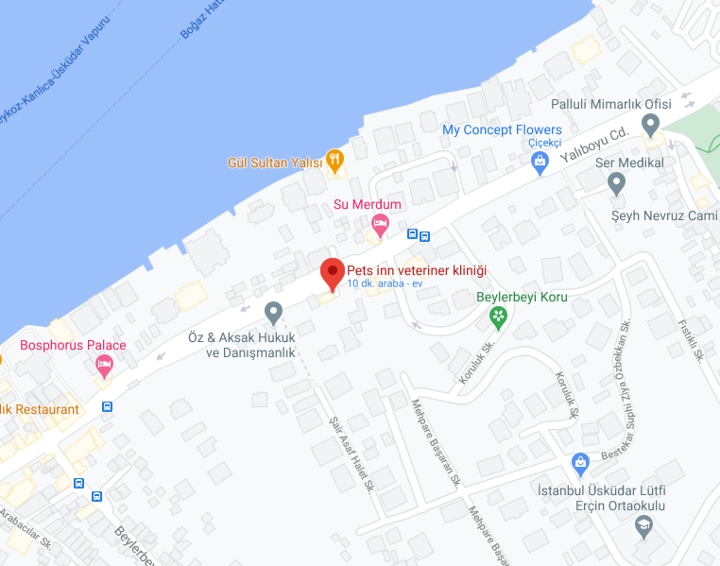 Boğaz Hatt
eykoz-Kanlıca-Üsküdar Vapuru
Palluli Mimarlık Ofisi
My Concept Flowers
Çiçekçi
Yalıboyu Cd.
Gül Sultan Yalısı
Ser Medikal
Su Merdum
Şeyh Nevruz Cami
Pets inn veteriner kliniği
10 dk. araba - ev
Beylerbeyi Koru
Öz & Aksak Hukuk
ve Danışmanlık
Bosphorus Palace
Fıstıklı Sk.
Koruluk Sk.
Koruluk Sk.
Bestekar Suphi Ziya Özbekkan Sk.
lık Restaurant
Mehpare Başaran Sk.
Şair Asaf Halet Sk.
İstanbul Üsküdar Lütfi
Erçin Ortaokulu
Mehpare Başa
Arabacılar Sk.
Beylerbe